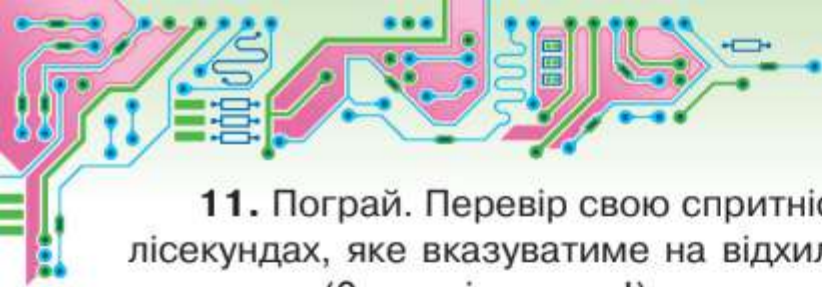 11. Пограй. Перевір свою спритніс
лісекундах, яке вказуватиме на відхил